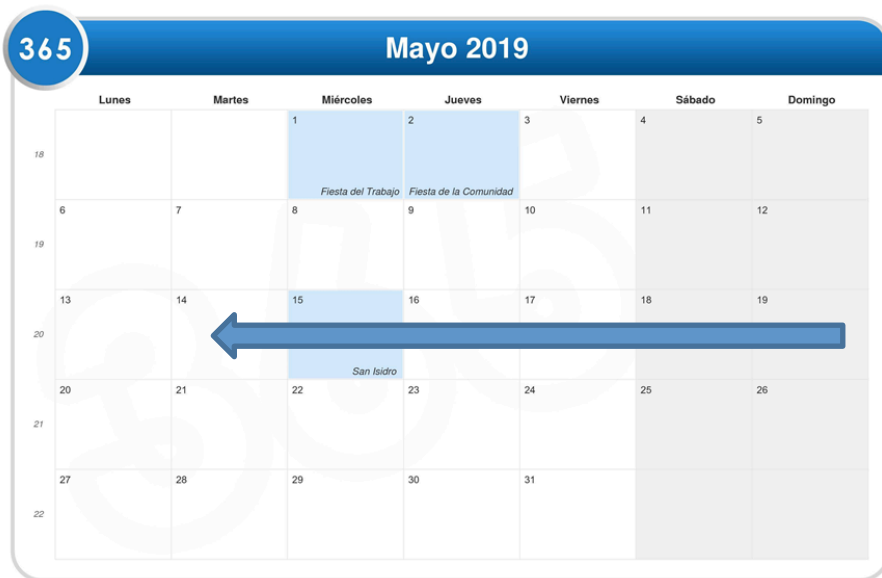 365
Mayo 2019
Lunes Martes Miércoles Jueves Viernes Sábado Domingo
18 1 2 3 4 5
Fiesta del Trabajo Fiesta de la Comunidad
19 6 7 8 9 10 11 12
20 13 14 15 16 17 18 19
San Isidro
21 20 21 22 23 24 25 26
22 27 28 29 30 31